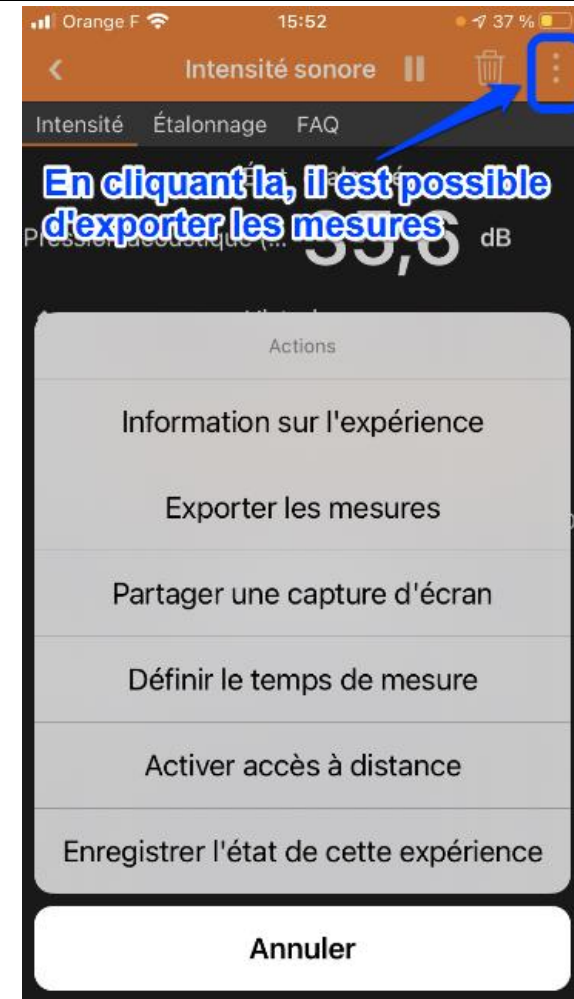 Orange F 15:52 37 %
Intensité sonore
Intensité Étalonnage FAQ
En cliquant la, il est possible
d'exporter les mesures
dB
Actions
Information sur l'expérience
Exporter les mesures
Partager une capture d'écran
Définir le temps de mesure
Activer accès à distance
Enregistrer l'état de cette expérience
Annuler